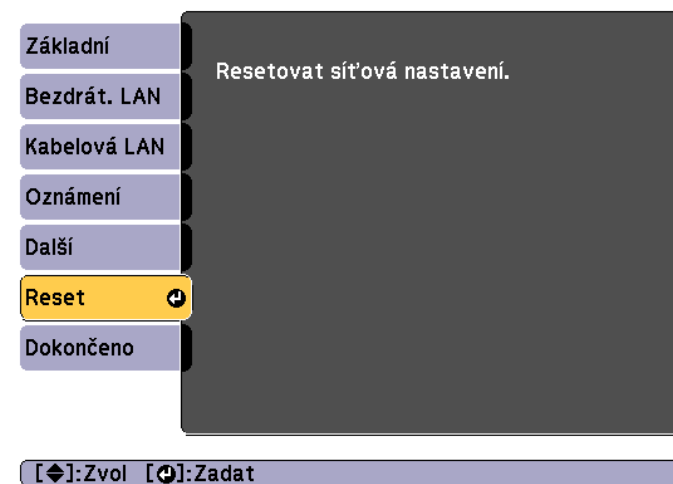 Základní
Resetovat síťová nastavení.
Bezdrát. LAN
Kabelová LAN
Oznámení
Další
Reset
Dokončeno
[◆]:Zvol [⏎]:Zadat